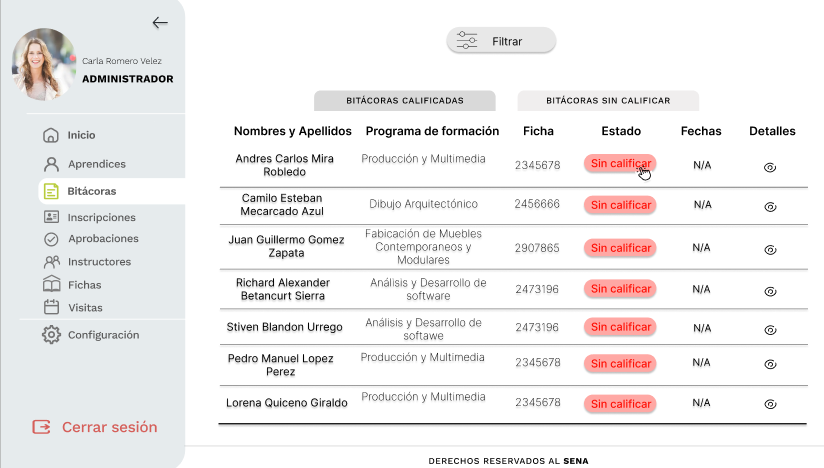 Carla Romero Velez
ADMINISTRADOR
Inicio
Aprendices
Bitácoras
Inscripciones
Aprobaciones
Instructores
Fichas
Visitas
Configuración
Cerrar sesión
Filtrar
BITÁCORAS CALIFICADAS
BITÁCORAS SIN CALIFICAR
Nombres y Apellidos Programa de formación Ficha Estado Fechas Detalles
Andres Carlos Mira
Robledo
Producción y Multimedia
2345678
Sin calificar
N/A
Camilo Esteban
Mecarcado Azul
Dibujo Arquitectónico
2456666
Sin calificar
N/A
Juan Guillermo Gomez
Zapata
Fabicación de Muebles
Contemporaneos y
Modulares
2907865
Sin calificar
N/A
Richard Alexander
Betancurt Sierra
Análisis y Desarrollo de
software
2473196
Sin calificar
N/A
Stiven Blandon Urrego
Análisis y Desarrollo de
softawe
2473196
Sin calificar
N/A
Pedro Manuel Lopez
Perez
Producción y Multimedia
2345678
Sin calificar
N/A
Lorena Quiceno Giraldo
Producción y Multimedia
2345678
Sin calificar
N/A
DERECHOS RESERVADOS AL SENA